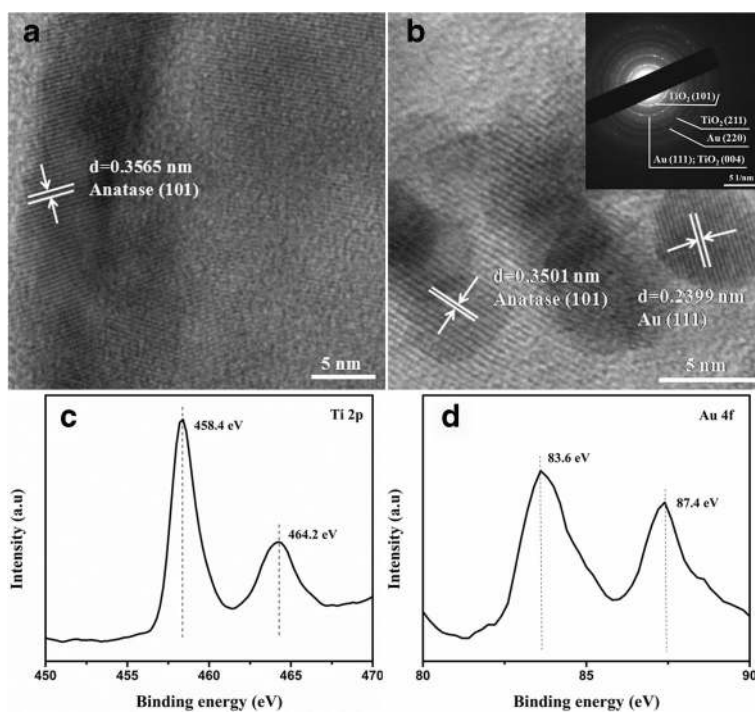 a
d=0.3565 nm
Anatase (101)
5 nm
b
TiO₂(101)
TiO₂(211)
Au (220)
Au (111); TiO₂(004)
5 1/nm
d=0.3501 nm
Anatase (101)
d=0.2399 nm
Au (111)
5 nm
c
Ti 2p
458.4 eV
464.2 eV
Intensity (a.u)
450 455 460 465 470
Binding energy (eV)
d
Au 4f
83.6 eV
87.4 eV
Intensity (a.u)
80 85 90
Binding energy (eV)